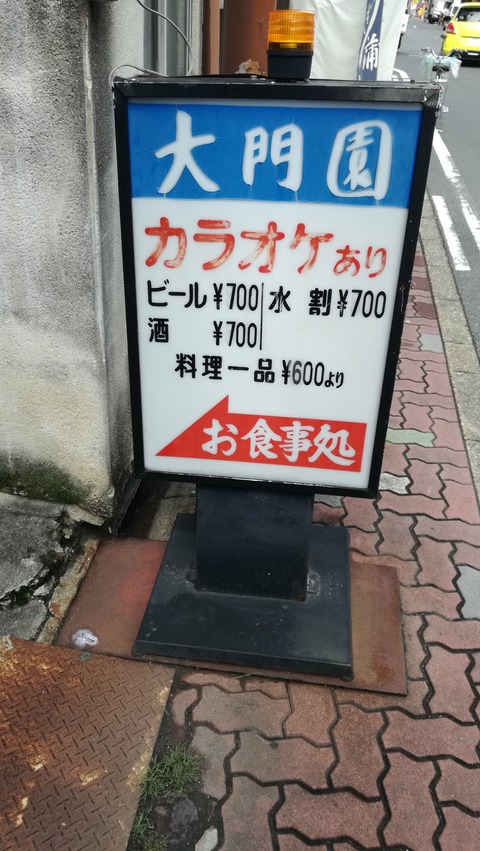 大門園
カラオケあり
ビール ¥700 水 割 ¥700
酒 ¥700
料理一品 ¥600より
お食事処
蒲